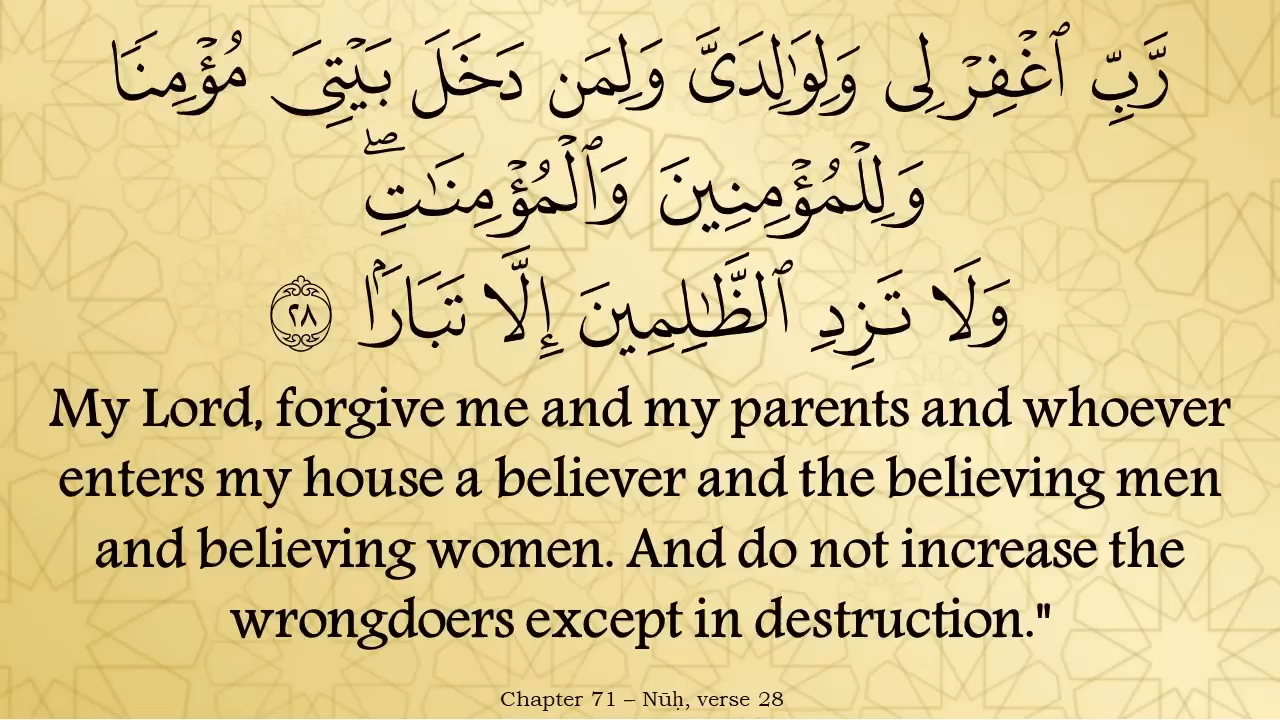 رَّبِّ ٱغْفِرْ لِى وَلِوَٰلِدَىَّ وَلِمَن دَخَلَ بَيْتِىَ مُؤْمِنًا
وَلِلْمُؤْمِنِينَ وَٱلْمُؤْمِنَـٰتِۖ
وَلَا تَزِدِ ٱلظَّـٰلِمِينَ إِلَّا تَبَارًۢا ٢٨
My Lord, forgive me and my parents and whoever
enters my house a believer and the believing men
and believing women. And do not increase the
wrongdoers except in destruction."
Chapter 71 – Nūḥ, verse 28